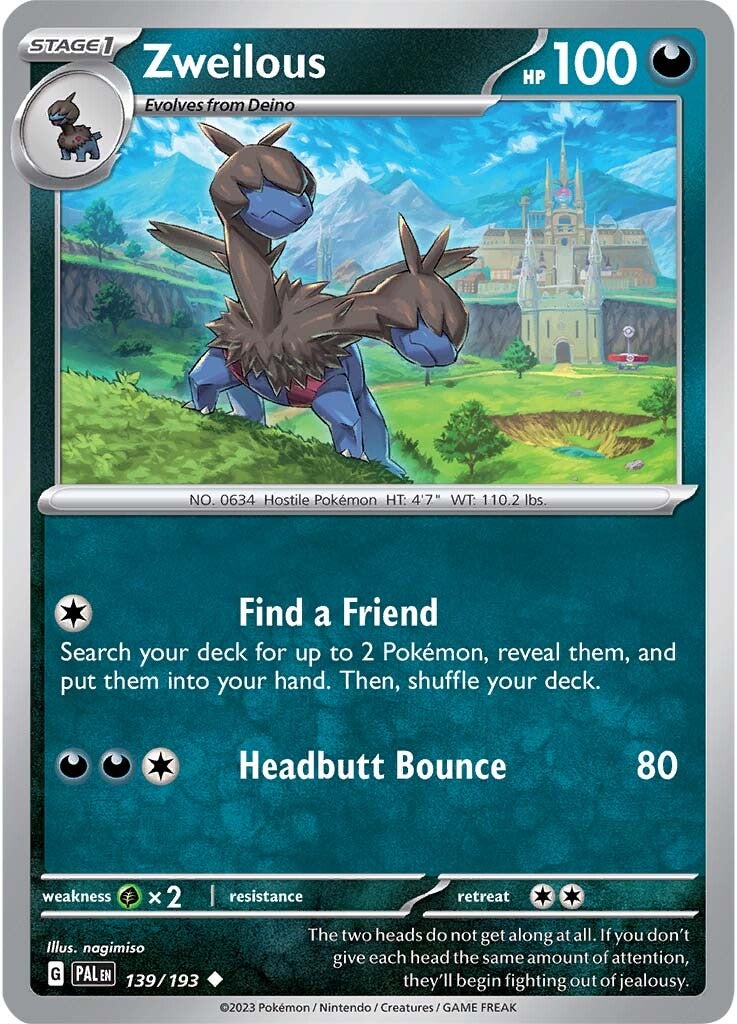 STAGE1
Zweilous
HP 100
Evolves from Deino
NO. 0634 Hostile Pokémon HT: 4'7" WT: 110.2 lbs.
Find a Friend
Search your deck for up to 2 Pokémon, reveal them, and
put them into your hand. Then, shuffle your deck.
Headbutt Bounce 80
weakness ×2 | resistance
retreat
Illus. nagimiso
The two heads do not get along at all. If you don't
give each head the same amount of attention,
they'll begin fighting out of jealousy.
G PAL EN 139/193
©2023 Pokémon / Nintendo / Creatures / GAME FREAK